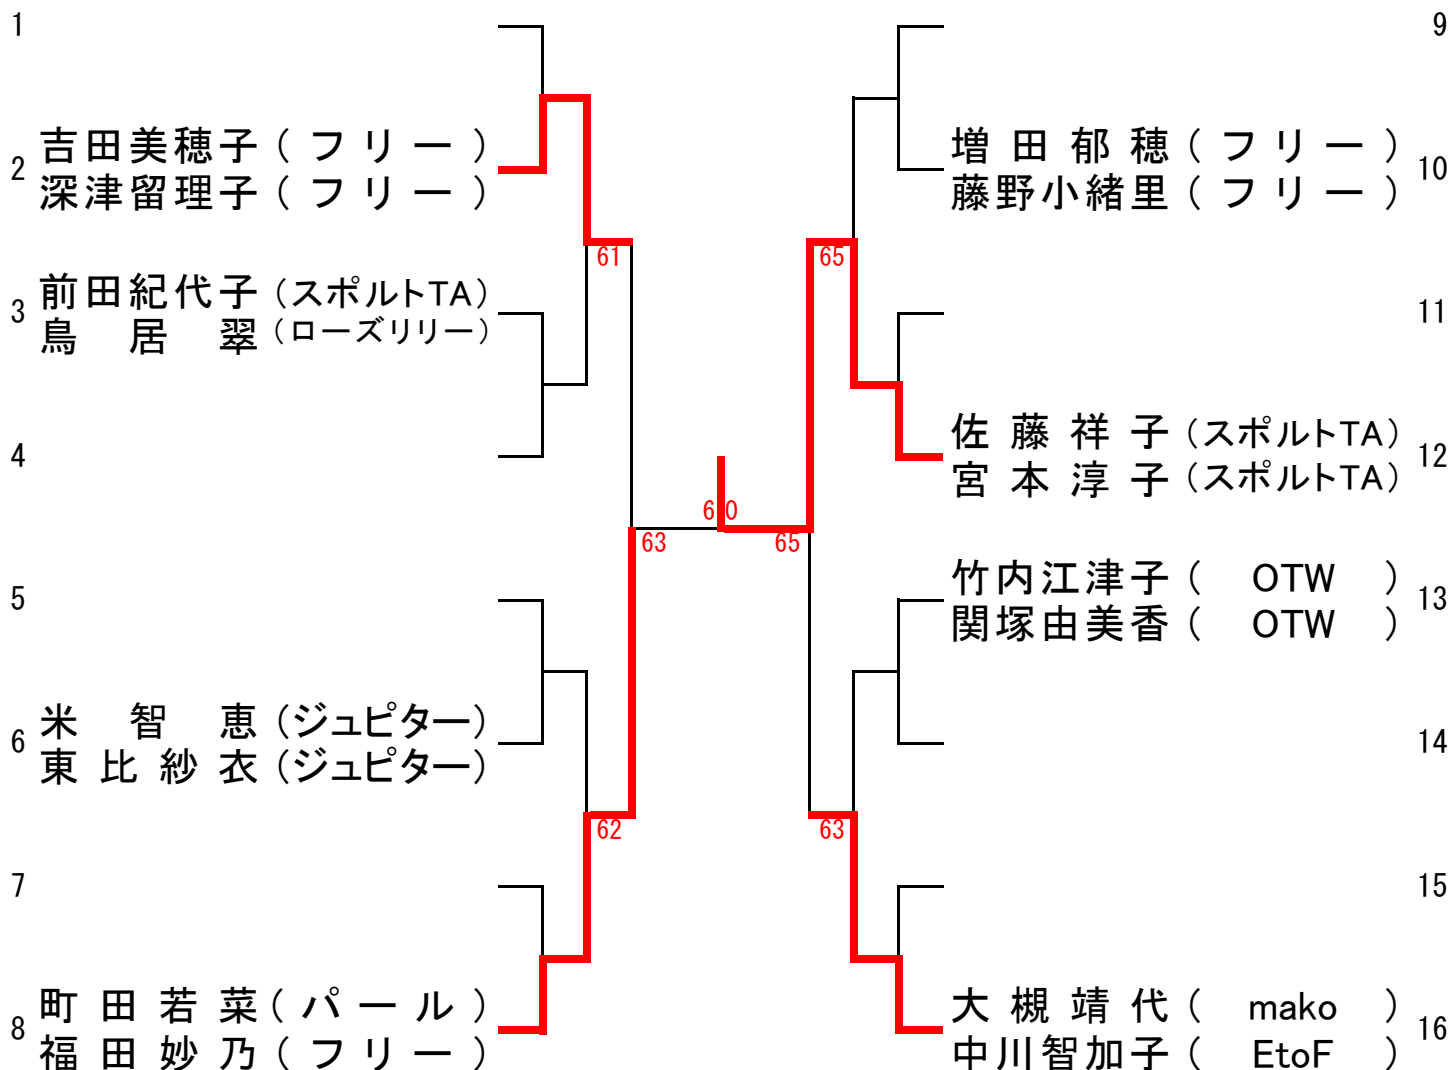 1
2 吉田美穂子 ( フリー )
深津留理子 ( フリー )
3 前田紀代子 (スポルトTA)
鳥居翠 (ローズリリー)
61
4
5
63
6 米智恵 (ジュピター)
東比紗衣 (ジュピター)
62
7
8 町田若菜 ( パール )
福田妙乃 ( フリー )
60
9
増田郁穂 ( フリー ) 10
藤野小緒里 ( フリー )
65
11
佐藤祥子 (スポルトTA) 12
宮本淳子 (スポルトTA)
65
竹内江津子 ( OTW ) 13
関塚由美香 ( OTW )
14
63
15
大槻靖代 ( mako ) 16
中川智加子 ( EtoF )